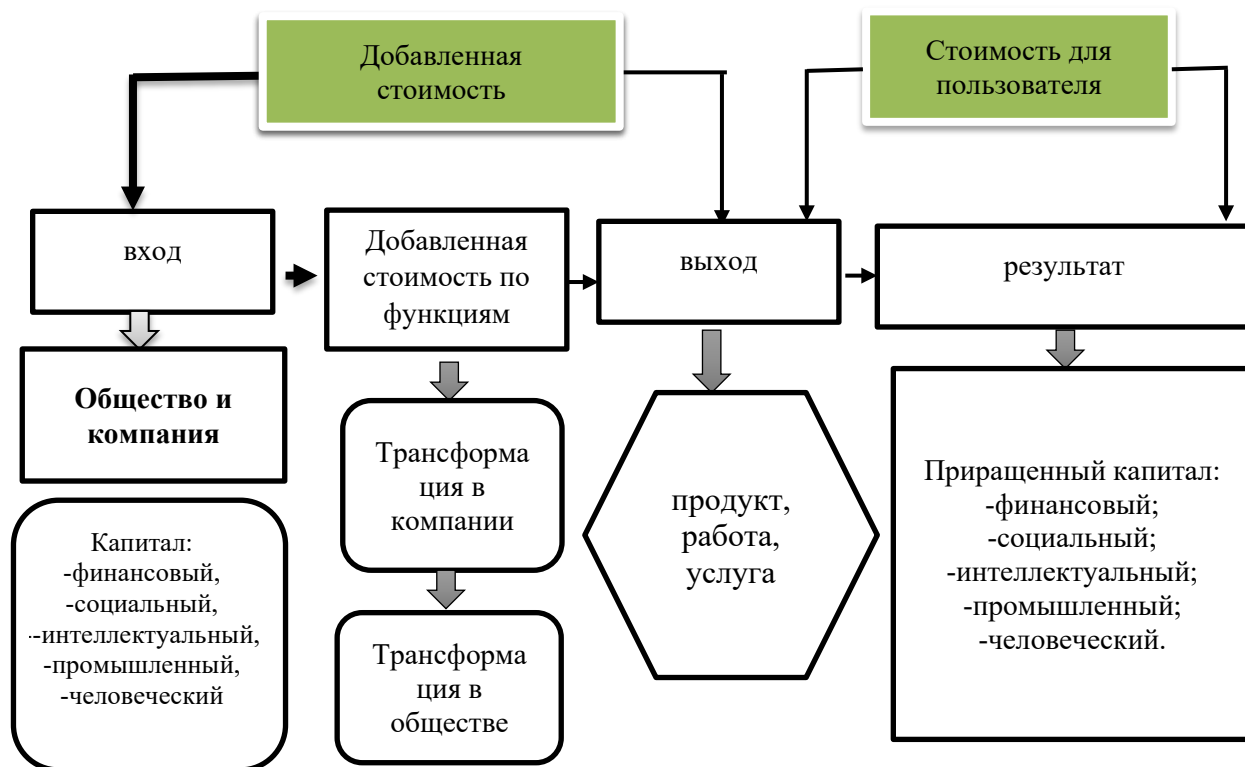 Добавленная
стоимость
Стоимость для
пользователя
вход
Добавленная
стоимость по
функциям
выход
результат
Общество и
компания
Трансформа
ция в
компании
продукт,
работа,
услуга
Приращенный капитал:
-финансовый;
-социальный;
-интеллектуальный;
-промышленный;
-человеческий.
Капитал:
-финансовый,
-социальный,
-интеллектуальный,
-промышленный,
-человеческий
Трансформа
ция в
обществе